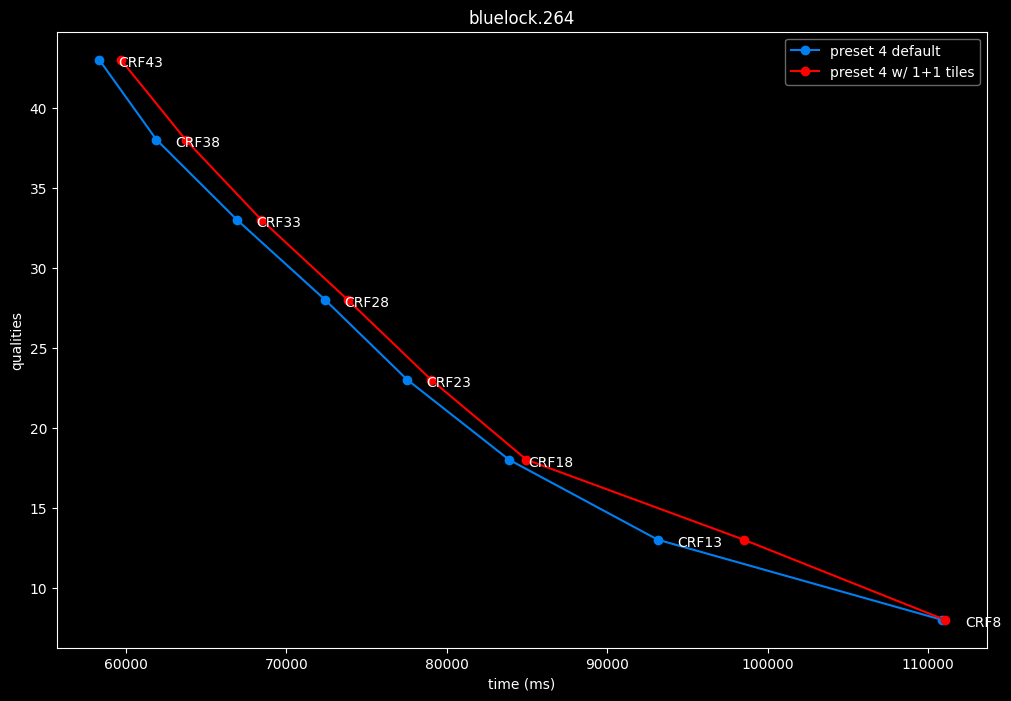 bluelock.264
preset 4 default
preset 4 w/ 1+1 tiles
CRF43
CRF38
CRF33
CRF28
CRF23
CRF18
CRF13
CRF8
qualities
40
35
30
25
20
15
10
60000
70000
80000
90000
100000
110000
time (ms)